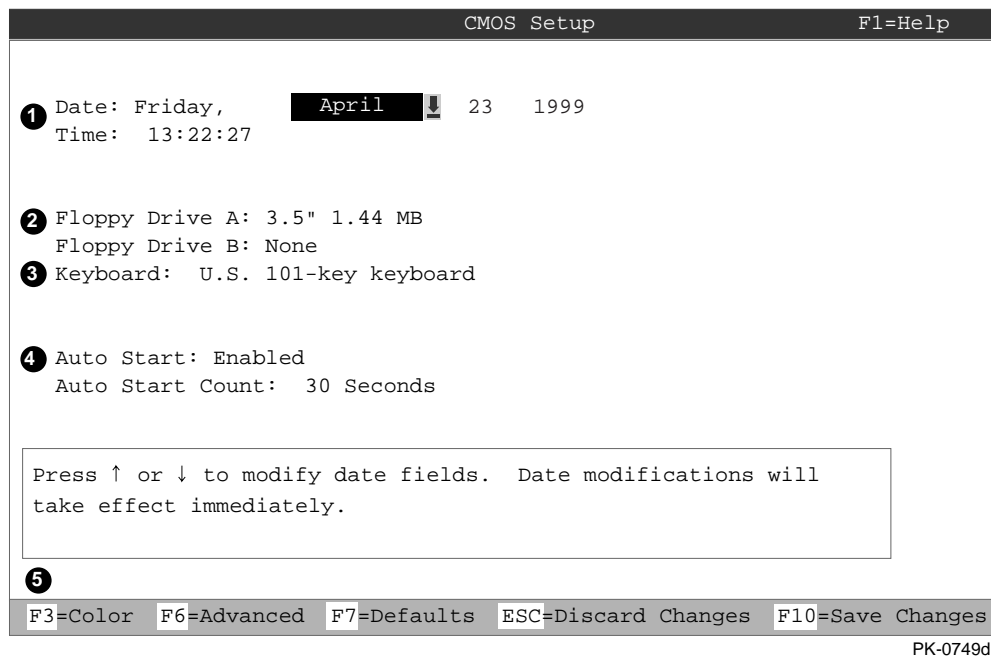 CMOS Setup F1=Help
1 Date: Friday, April 23 1999
Time: 13:22:27
2 Floppy Drive A: 3.5" 1.44 MB
Floppy Drive B: None
3 Keyboard: U.S. 101-key keyboard
4 Auto Start: Enabled
Auto Start Count: 30 Seconds
Press ↑ or ↓ to modify date fields. Date modifications will
take effect immediately.
5
F3=Color F6=Advanced F7=Defaults ESC=Discard Changes F10=Save Changes
PK-0749d